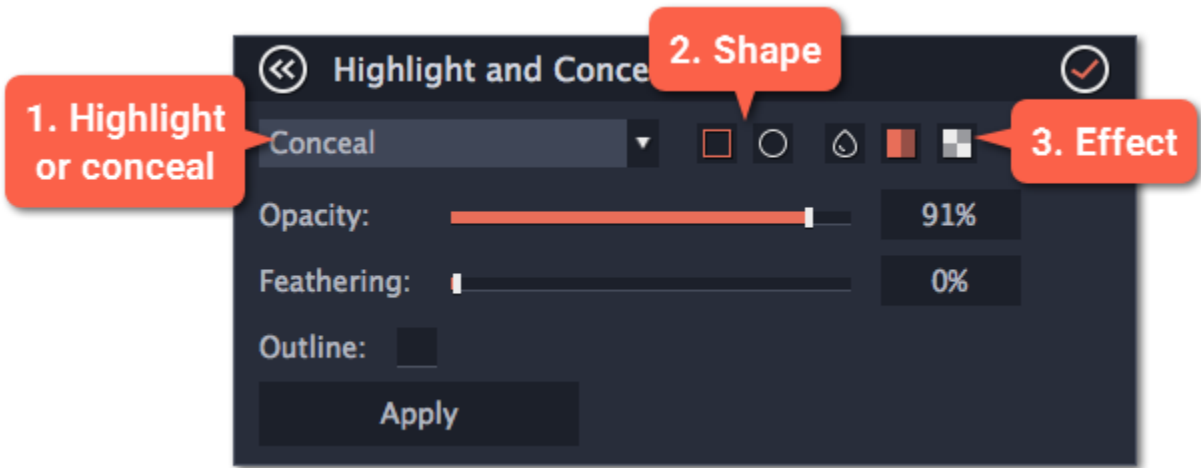 Highlight and Conce
2. Shape
1. Highlight
or conceal
Conceal
3. Effect
Opacity:
91%
Feathering:
0%
Outline:
Apply